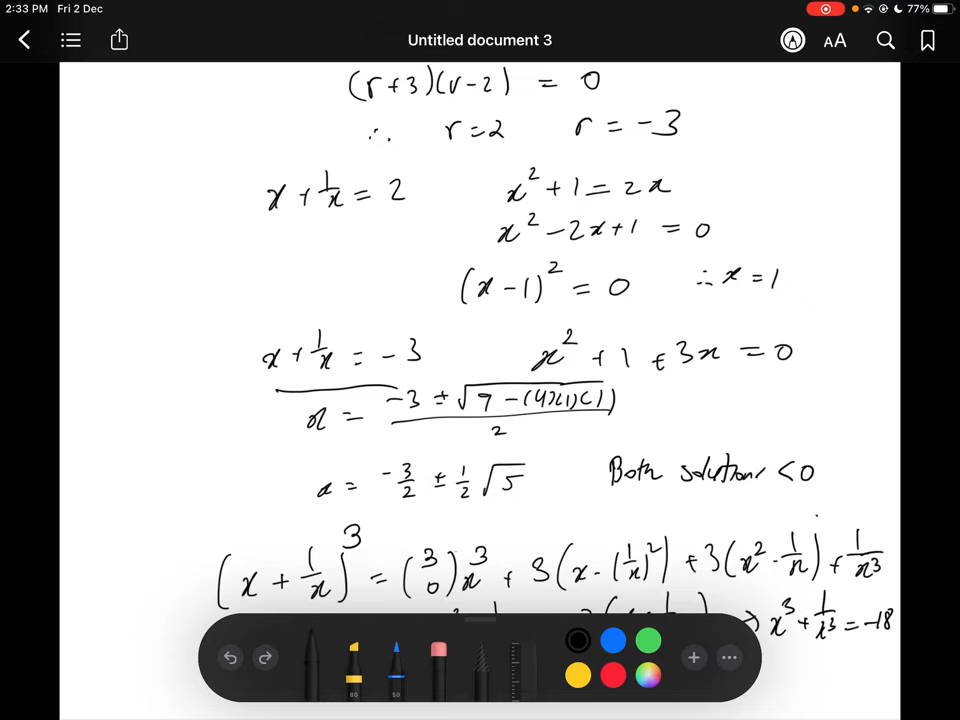 2:33 PM Fri 2 Dec 77%
Untitled document 3
AA
(r+3)(r-2) = 0
∴ r=2 r = -3
x + 1/x = 2 x² + 1 = 2x
x² - 2x + 1 = 0
(x - 1)² = 0 ∴ x = 1
x + 1/x = -3 x² + 1 + 3x = 0
x = (-3 ± √(9 - (4)(1)(1)))/2
x = -3/2 ± 1/2 √5 Both solutions < 0
(x + 1/x)³ = (3 0) x³ + 3(x · (1/x)²) + 3(x² · 1/x) + 1/x³
⇒ x³ + 1/x³ = -18
80 50